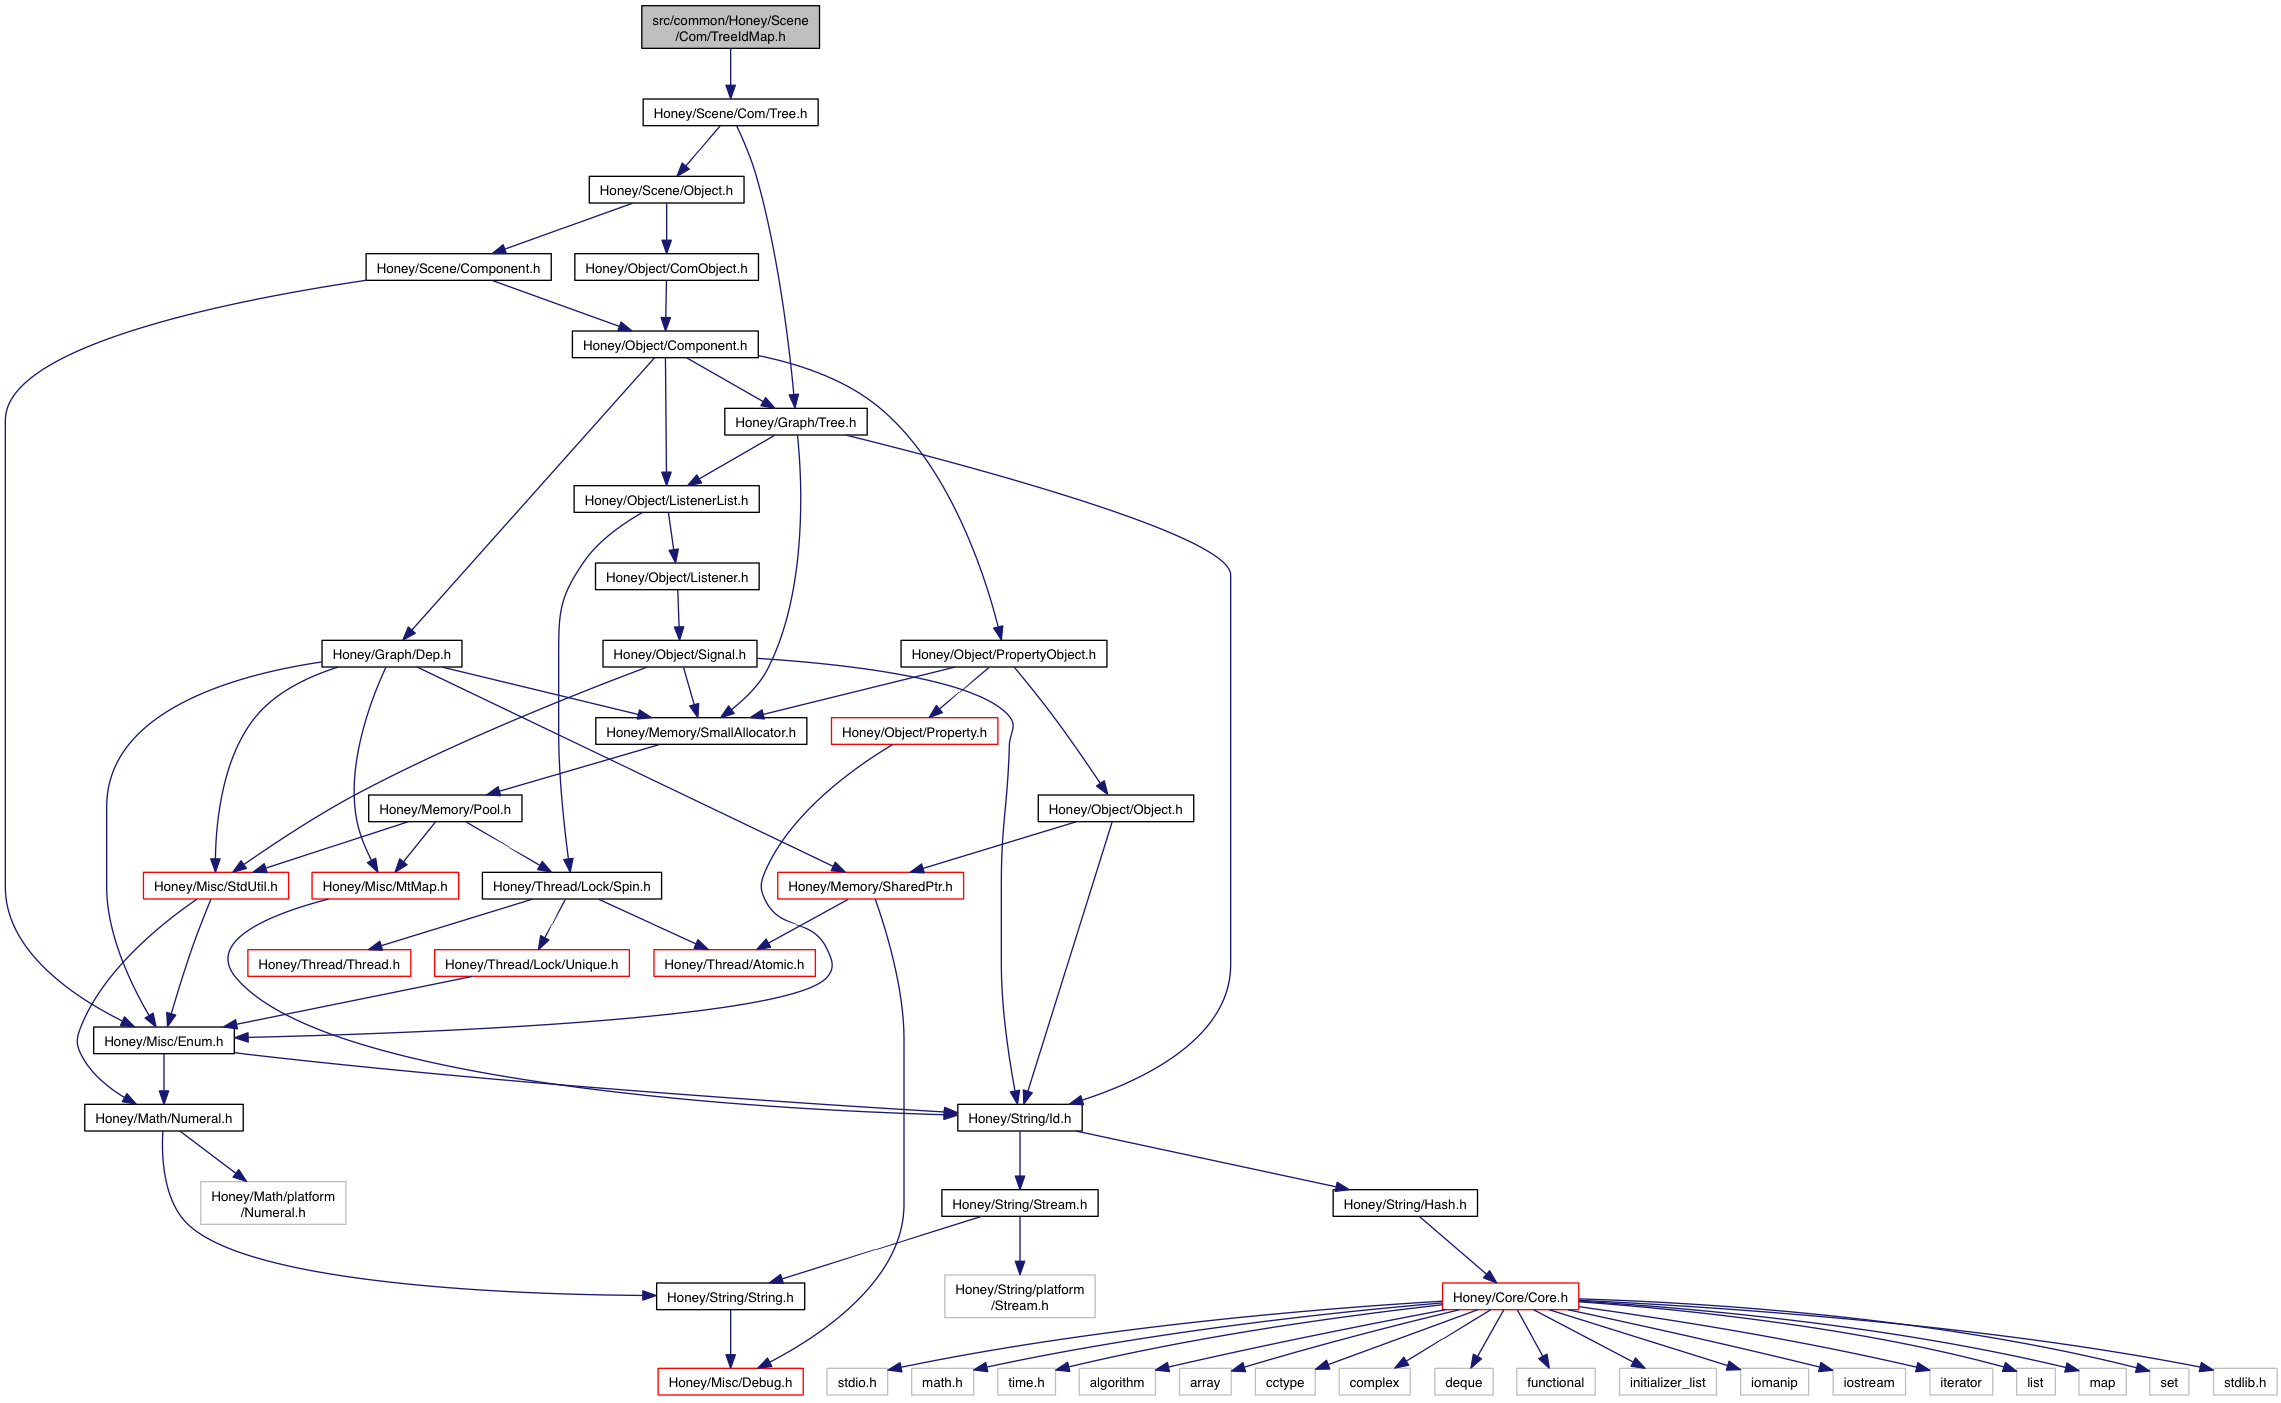 src/common/Honey/Scene
/Com/TreeIdMap.h
Honey/Scene/Com/Tree.h
Honey/Scene/Object.h
Honey/Scene/Component.h
Honey/Object/ComObject.h
Honey/Object/Component.h
Honey/Graph/Tree.h
Honey/Object/ListenerList.h
Honey/Object/Listener.h
Honey/Graph/Dep.h
Honey/Object/Signal.h
Honey/Object/PropertyObject.h
Honey/Memory/SmallAllocator.h
Honey/Object/Property.h
Honey/Memory/Pool.h
Honey/Object/Object.h
Honey/Misc/StdUtil.h
Honey/Misc/MtMap.h
Honey/Thread/Lock/Spin.h
Honey/Memory/SharedPtr.h
Honey/Thread/Thread.h
Honey/Thread/Lock/Unique.h
Honey/Thread/Atomic.h
Honey/Misc/Enum.h
Honey/Math/Numeral.h
Honey/String/Id.h
Honey/Math/platform
/Numeral.h
Honey/String/Stream.h
Honey/String/Hash.h
Honey/String/String.h
Honey/String/platform
/Stream.h
Honey/Core/Core.h
Honey/Misc/Debug.h
stdio.h
math.h
time.h
algorithm
array
cctype
complex
deque
functional
initializer_list
iomanip
iostream
iterator
list
map
set
stdlib.h